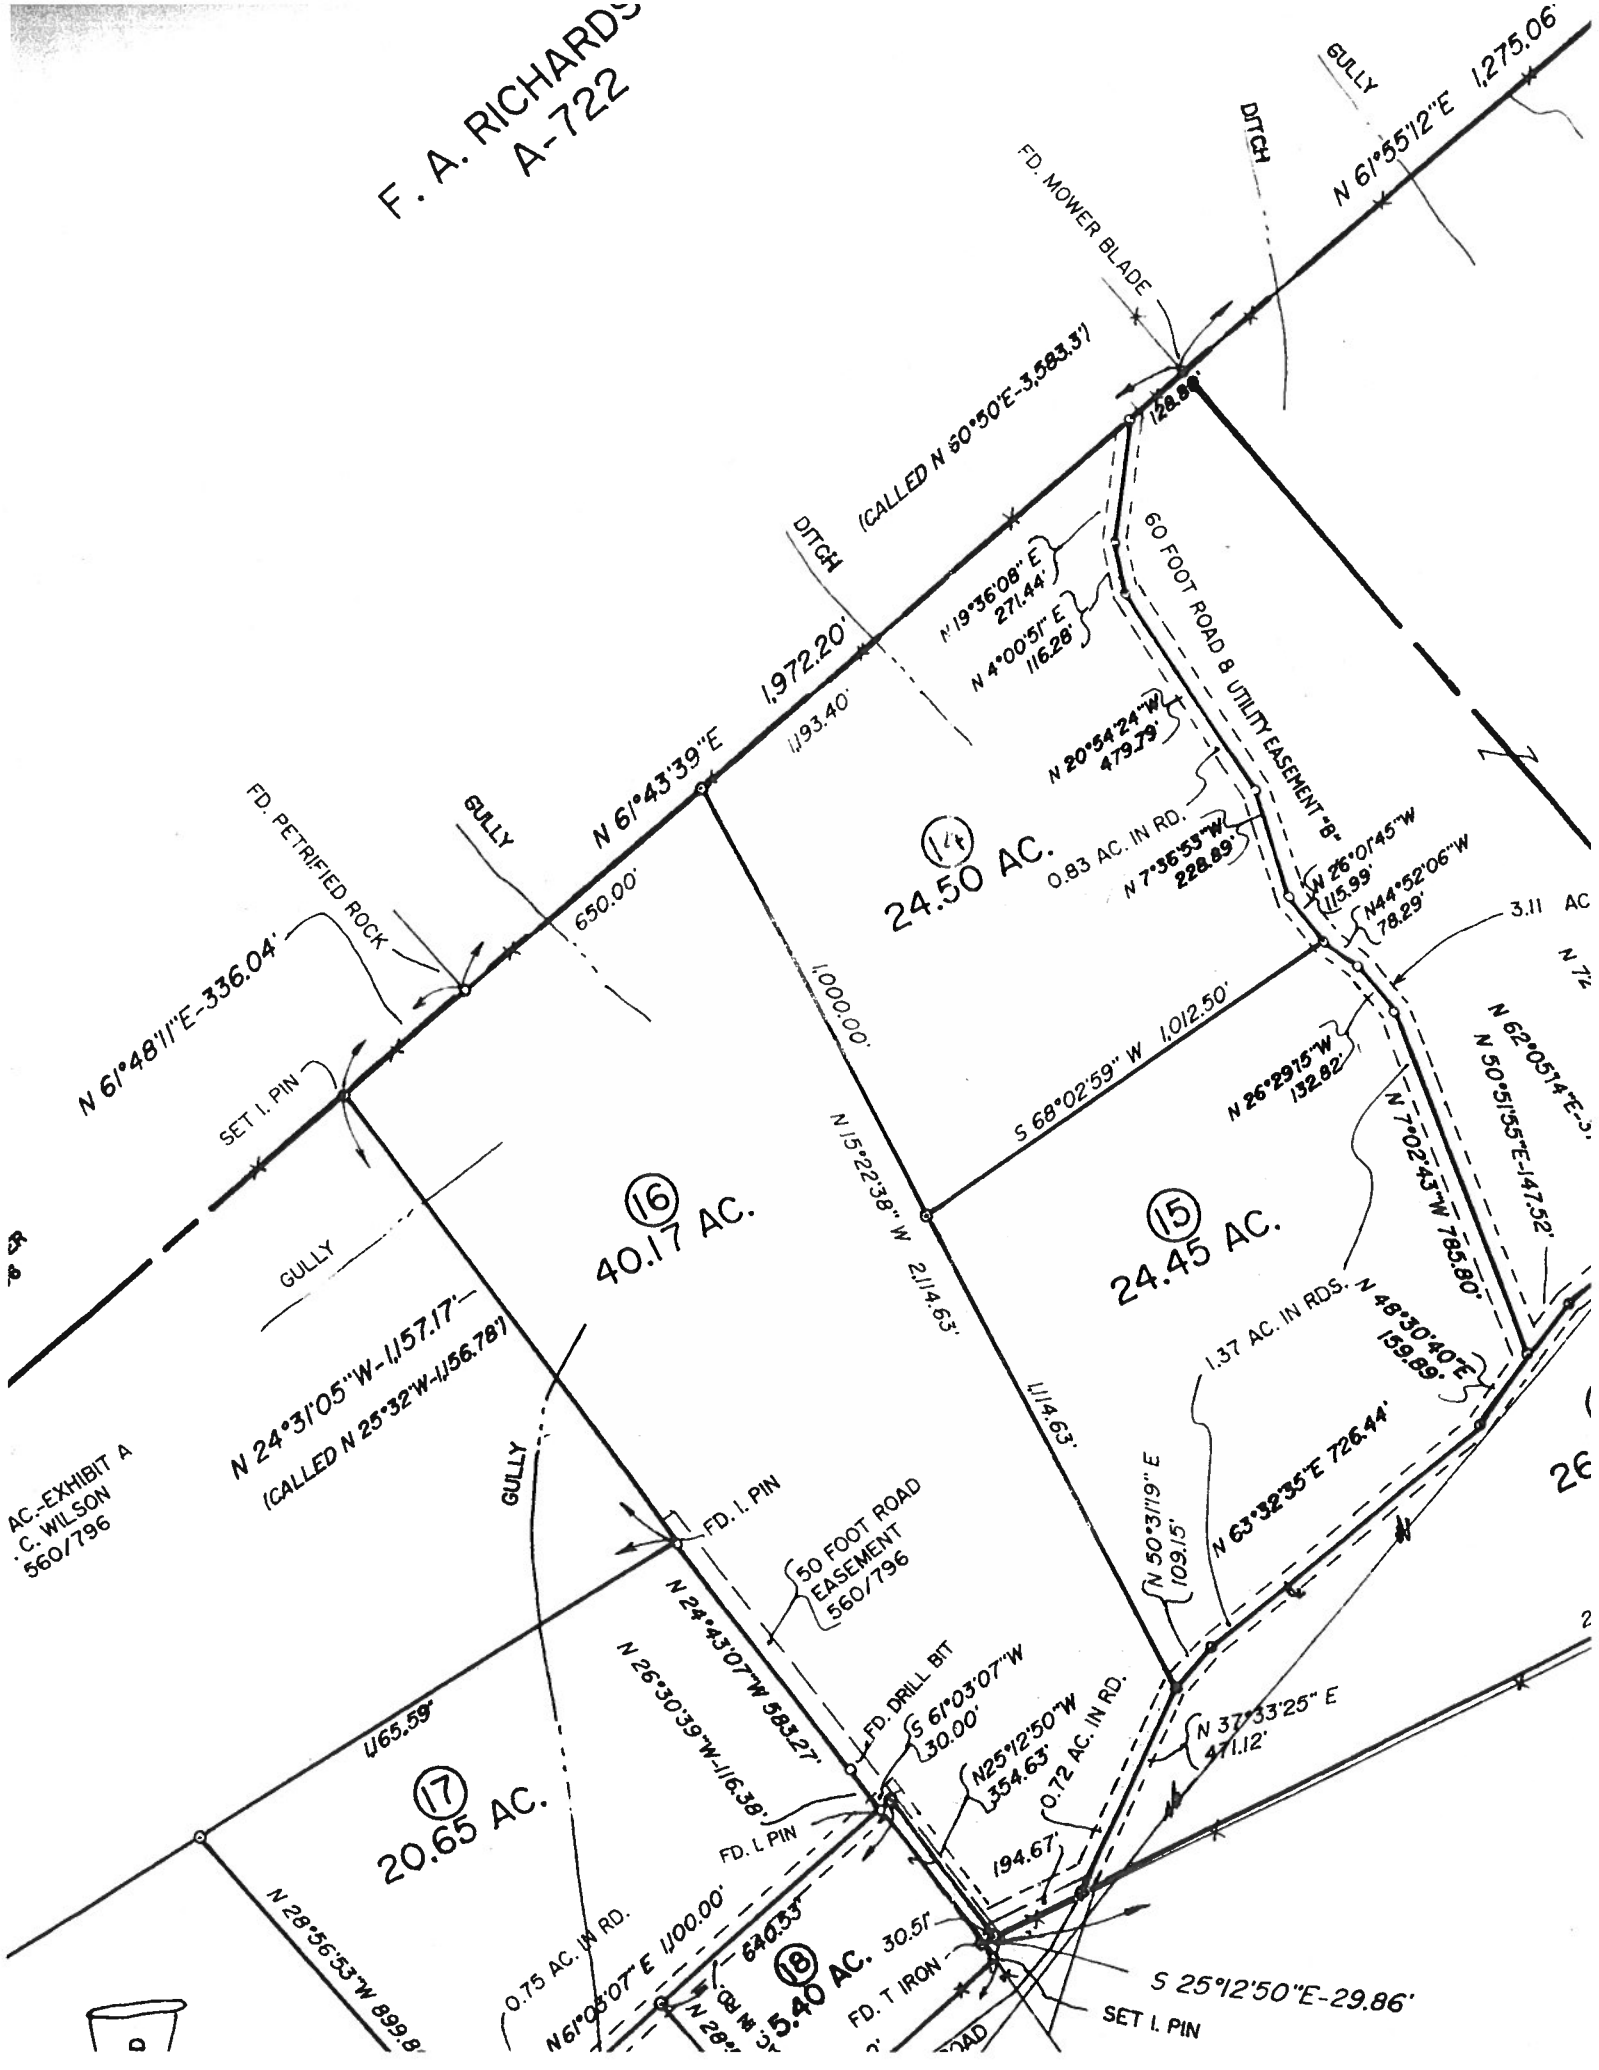 F. A. RICHARDS
A-722
GULLY
1,275.06'
N 61°55'12"E
DITCH
FD. MOWER BLADE
(CALLED N 60°50'E-3,583.3')
DITCH
N 19°36'08" E
271.44'
N 4°00'51" E
116.28'
60 FOOT ROAD & UTILITY EASEMENT "B"
1,972.20'
1,193.40'
N 61°43'39"E
N 20°54'24"W
479.79'
FD. PETRIFIED ROCK
GULLY
650.00'
14
24.50 AC.
0.83 AC. IN RD.
N 7°36'53"W
228.89'
N 26°01'45"W
115.99'
N44°52'06"W
78.29'
3.11 AC
N 61°48'11"E-336.04'
SET I. PIN
1,000.00'
S 68°02'59" W 1,012.50'
N 26°29'15"W
132.82'
N 72
N 62°05'14"E-3
N 50°51'55"E-147.52'
N 7°02'43"W 785.80'
N 15°22'38" W 2,114.63'
16
40.17 AC.
15
24.45 AC.
GULLY
N 24°31'05"W-1,157.17'
(CALLED N 25°32'W-1,156.78')
1.37 AC. IN RDS.
N 48°30'40"E
159.89'
1,114.63'
N 63°32'35"E 726.44'
GULLY
26
AC.-EXHIBIT A
. C. WILSON
560/796
FD. I. PIN
50 FOOT ROAD
EASEMENT
560/796
N 50°31'19" E
109.15'
N 24°43'07"W 583.27'
N 26°30'39"W-116.38'
FD. DRILL BIT
S 61°03'07"W
30.00'
N25°12'50"W
354.63'
0.72 AC. IN RD.
N 37°33'25" E
471.12'
1,165.59'
17
20.65 AC.
FD. I. PIN
194.67'
N 28°56'53"W 899.8
0.75 AC. IN RD.
N 61°03'07" E 1,100.00'
640.53'
18
5.40 AC.
30.51'
FD. T IRON
S 25°12'50"E-29.86'
SET I. PIN
N 28°
OAD